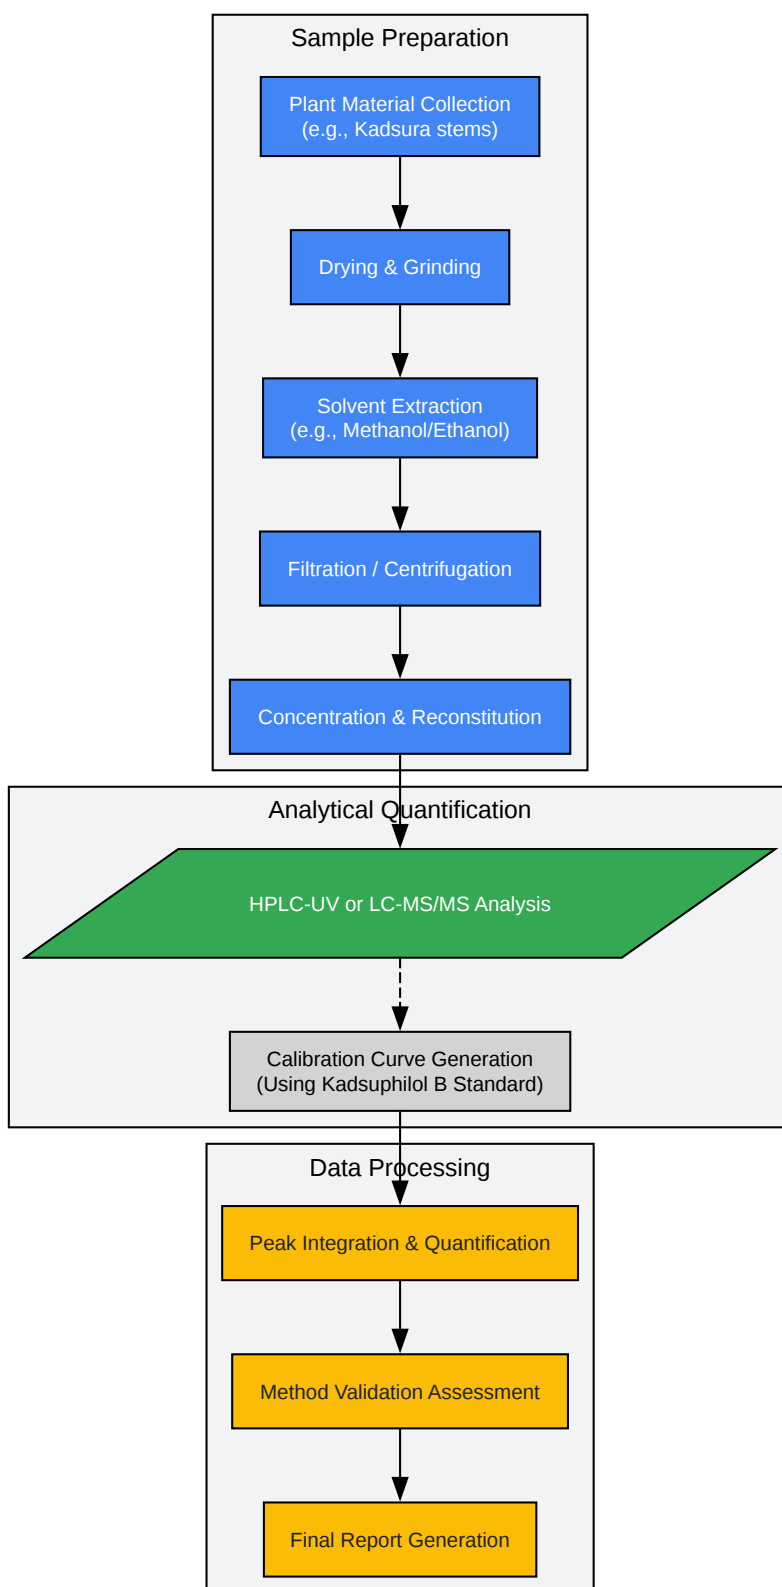 Sample Preparation
Plant Material Collection
(e.g., Kadsura stems)
Drying & Grinding
Solvent Extraction
(e.g., Methanol/Ethanol)
Filtration / Centrifugation
Concentration & Reconstitution
Analytical Quantification
HPLC-UV or LC-MS/MS Analysis
Calibration Curve Generation
(Using Kadsuphilol B Standard)
Data Processing
Peak Integration & Quantification
Method Validation Assessment
Final Report Generation